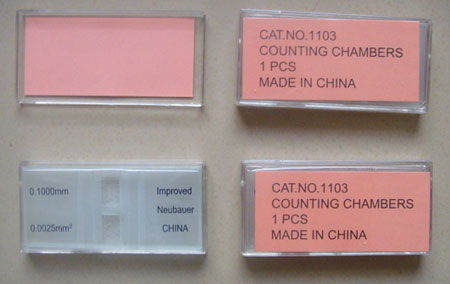 CAT.NO.1103
COUNTING CHAMBERS
1 PCS
MADE IN CHINA
0.1000mm
Improved
Neubauer
0.0025mm²
CHINA
CAT.NO.1103
COUNTING CHAMBERS
1 PCS
MADE IN CHINA